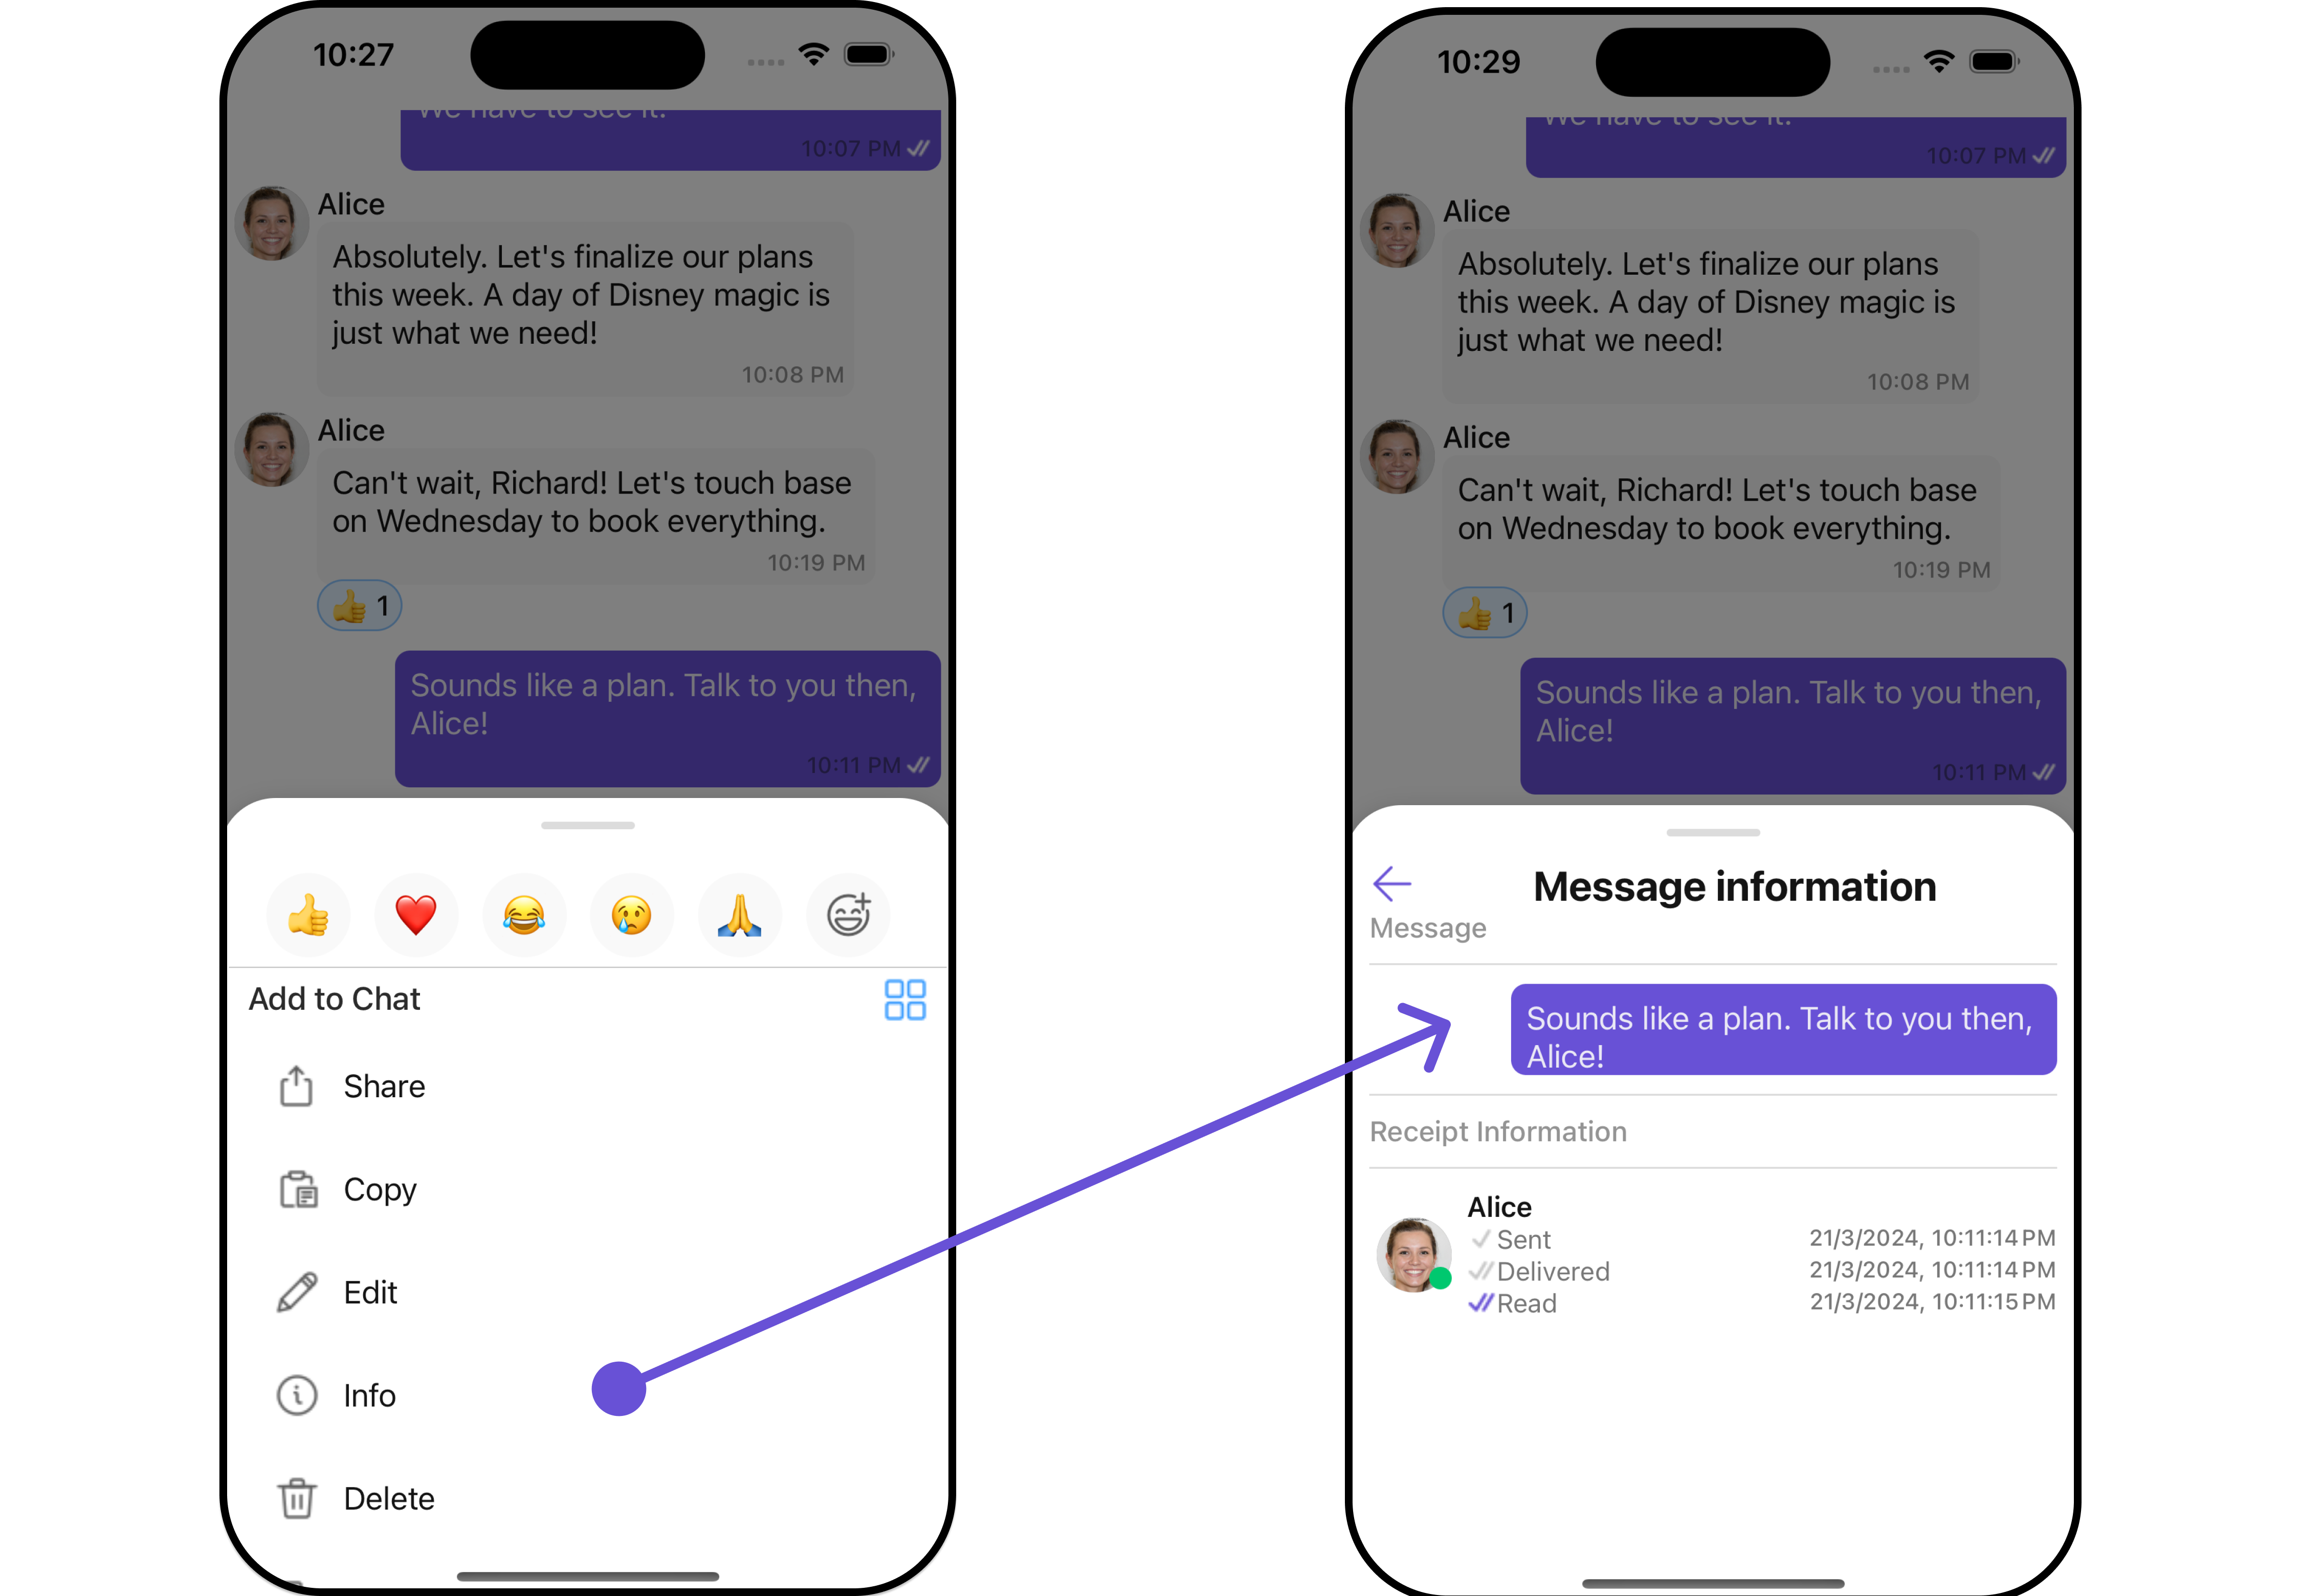 10:27
We have to see it.
10:07 PM
Alice
Absolutely. Let's finalize our plans
this week. A day of Disney magic is
just what we need!
10:08 PM
Alice
Can't wait, Richard! Let's touch base
on Wednesday to book everything.
10:19 PM
👍 1
Sounds like a plan. Talk to you then,
Alice!
10:11 PM
Add to Chat
Share
Copy
Edit
Info
Delete
10:29
We have to see it.
10:07 PM
Alice
Absolutely. Let's finalize our plans
this week. A day of Disney magic is
just what we need!
10:08 PM
Alice
Can't wait, Richard! Let's touch base
on Wednesday to book everything.
10:19 PM
👍 1
Sounds like a plan. Talk to you then,
Alice!
10:11 PM
Message information
Message
Sounds like a plan. Talk to you then,
Alice!
Receipt Information
Alice
Sent 21/3/2024, 10:11:14 PM
Delivered 21/3/2024, 10:11:14 PM
Read 21/3/2024, 10:11:15 PM